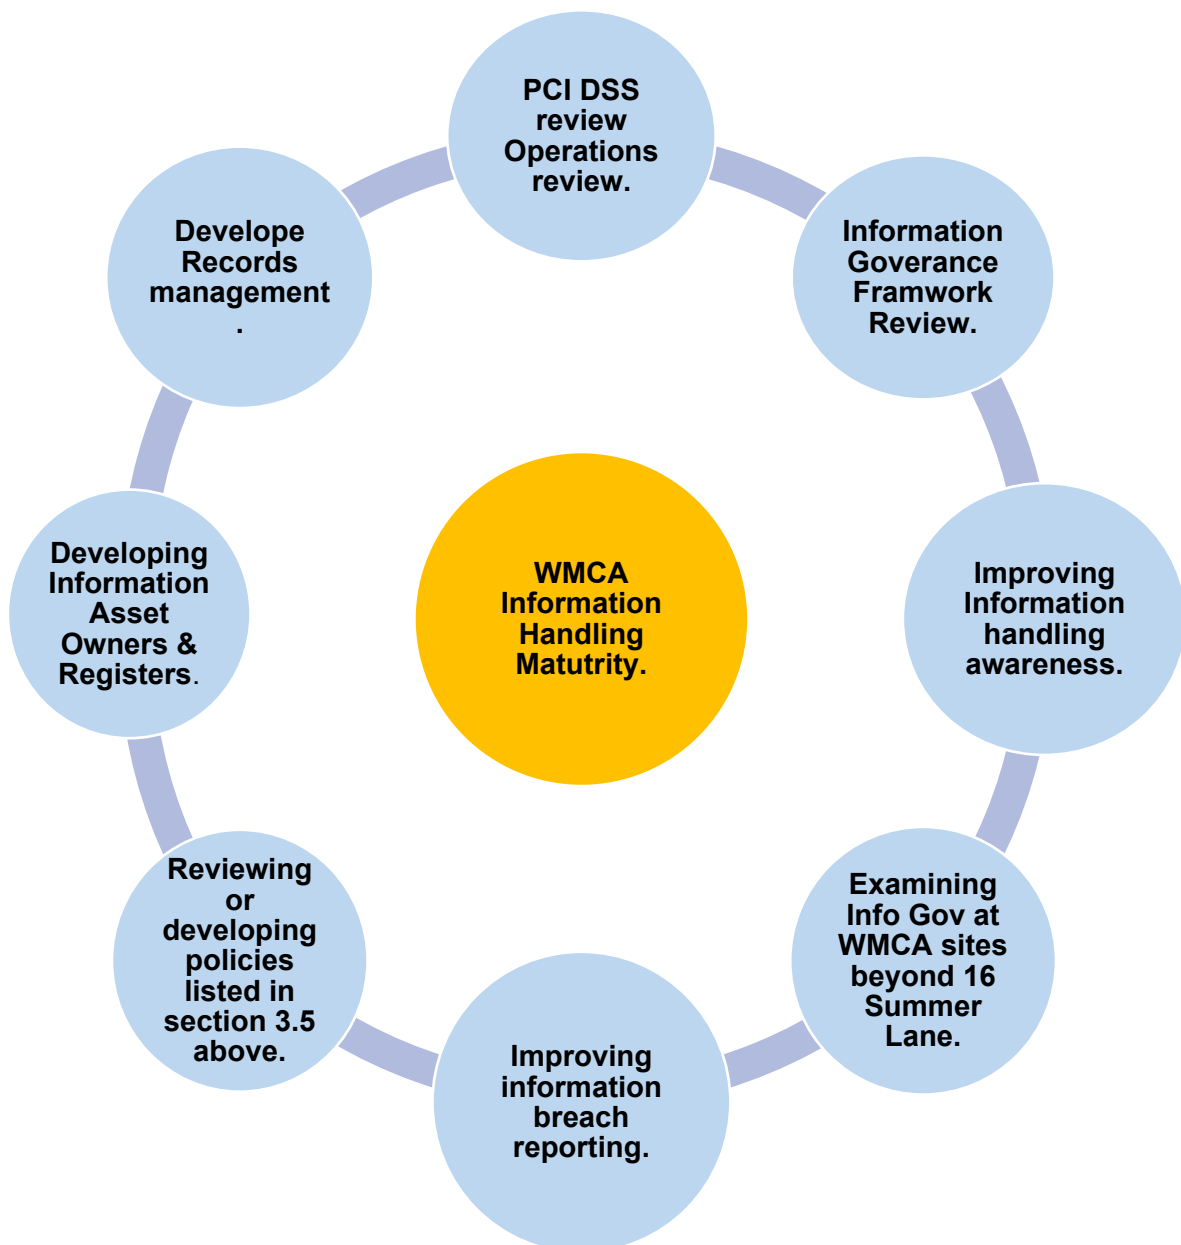 PCI DSS
review
Operations
review.
Information
Goverance
Framwork
Review.
Improving
Information
handling
awareness.
Examining
Info Gov at
WMCA sites
beyond 16
Summer
Lane.
Improving
information
breach
reporting.
Reviewing
or
developing
policies
listed in
section 3.5
above.
Developing
Information
Asset
Owners &
Registers.
Develope
Records
management
.
WMCA
Information
Handling
Matutrity.